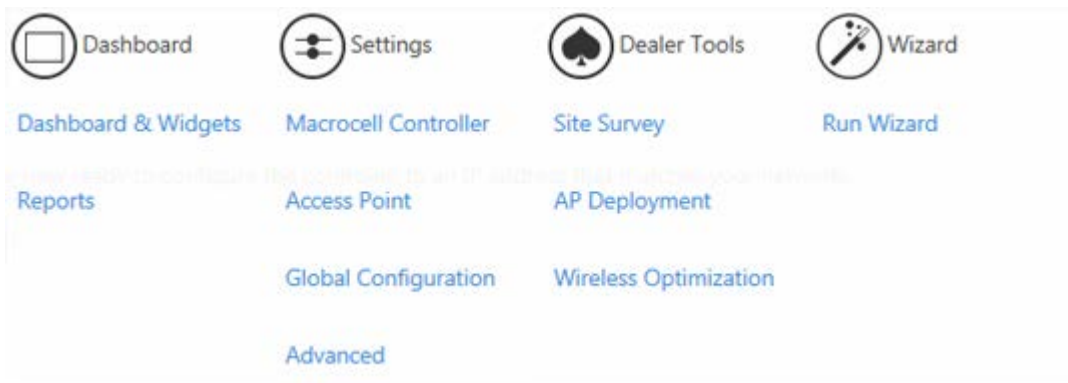 Dashboard
Settings
Dealer Tools
Wizard
Dashboard & Widgets
Macrocell Controller
Site Survey
Run Wizard
Reports
Access Point
AP Deployment
Global Configuration
Wireless Optimization
Advanced